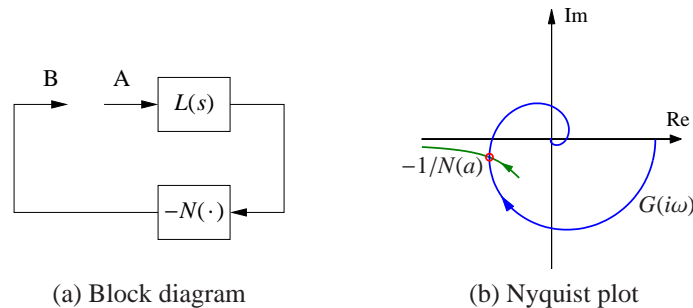 B
A
L(s)
−N(·)
(a) Block diagram
Im
Re
−1/N(a)
G(iω)
(b) Nyquist plot